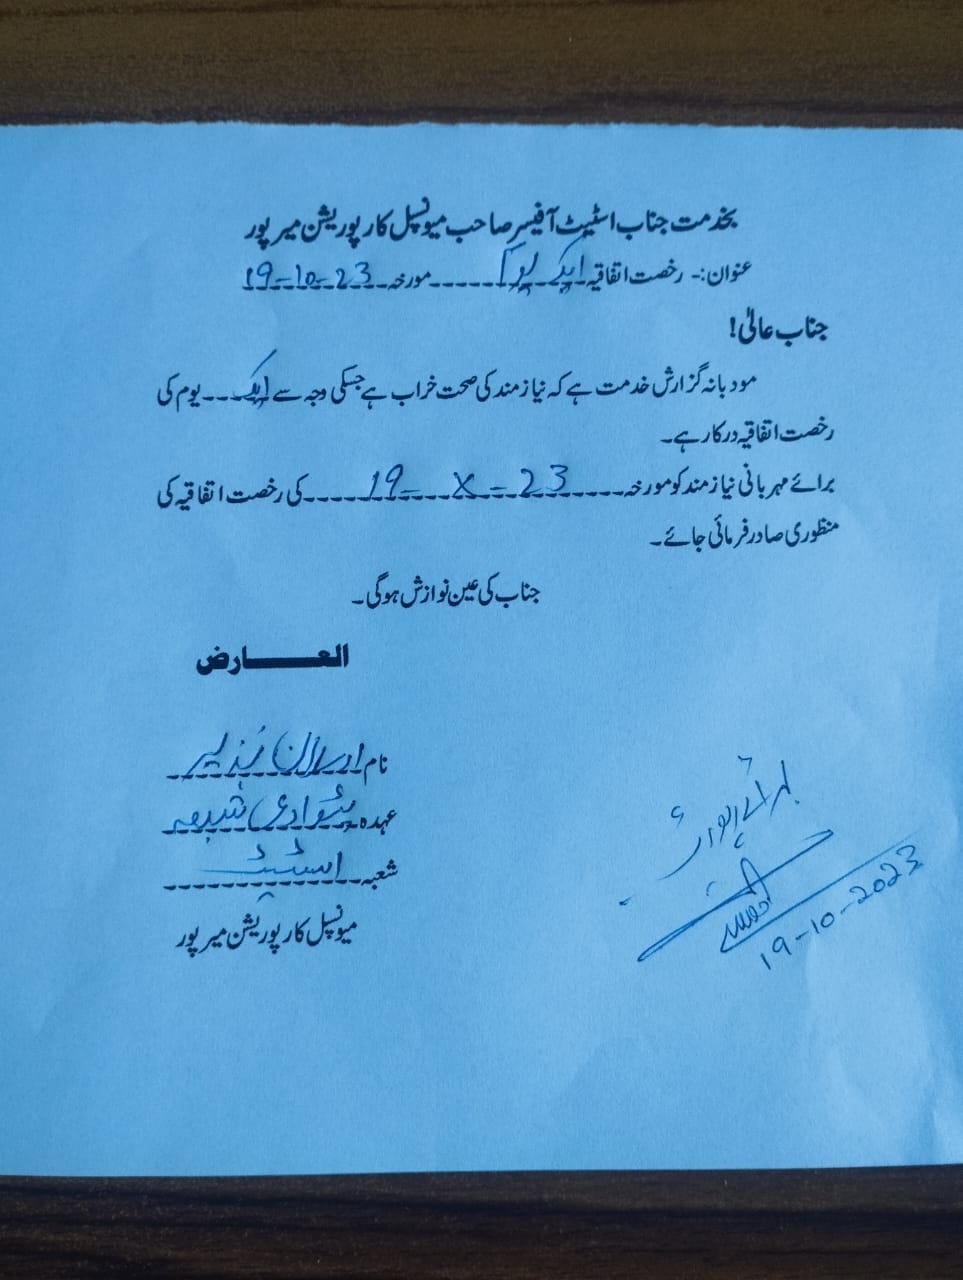 بخدمت جناب اسٹیٹ آفیسر صاحب میونسپل کارپوریشن میرپور
عنوان:- رخصت اتفاقیہ ایک یوم مورخہ 19-10-23
جناب عالیٰ!
مودبانہ گزارش خدمت ہے کہ نیازمند کی صحت خراب ہے جسکی وجہ سے ایک یوم کی
رخصت اتفاقیہ درکار ہے۔
برائے مہربانی نیازمند کو مورخہ 19-X-23 کی رخصت اتفاقیہ کی
منظوری صادر فرمائی جائے۔
جناب کی عین نوازش ہوگی۔
العارض
نام ارسلان نذیر
عہدہ پٹواری شعبہ
شعبہ اسٹیٹ
میونسپل کارپوریشن میرپور
برائے رپورٹ
19-10-2023